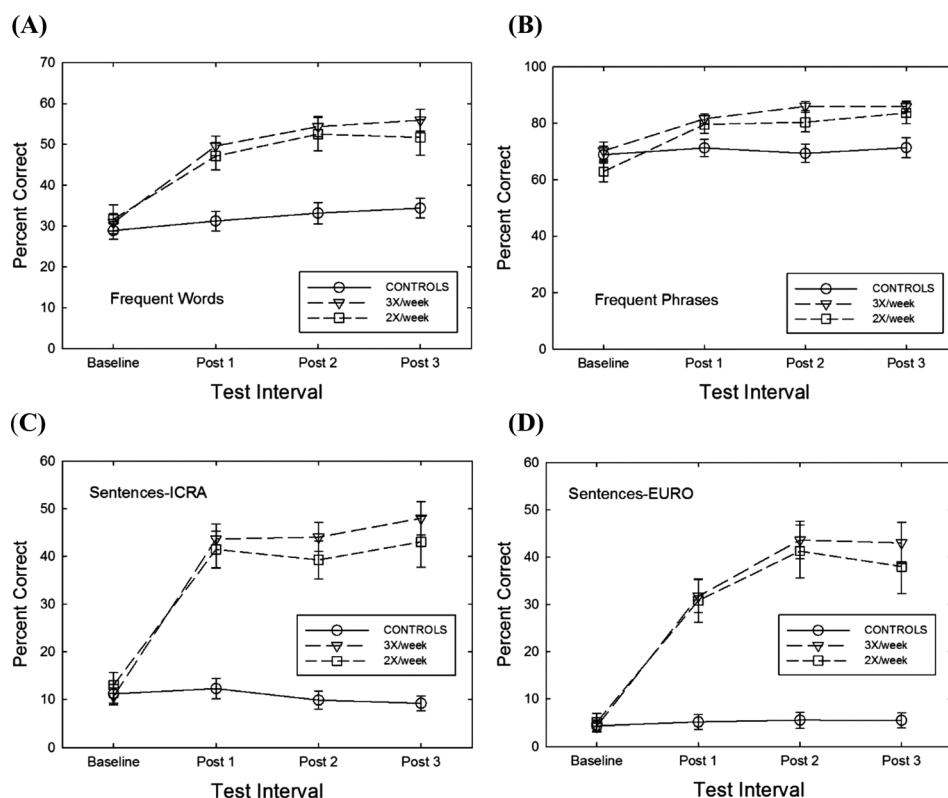 (A)
70
60
50
40
30
20
10
0
Percent Correct
Frequent Words
CONTROLS
3X/week
2X/week
Baseline Post 1 Post 2 Post 3
Test Interval
(B)
100
80
60
40
20
0
Percent Correct
Frequent Phrases
CONTROLS
3X/week
2X/week
Baseline Post 1 Post 2 Post 3
Test Interval
(C)
60
50
40
30
20
10
0
Percent Correct
Sentences-ICRA
CONTROLS
3X/week
2X/week
Baseline Post 1 Post 2 Post 3
Test Interval
(D)
60
50
40
30
20
10
0
Percent Correct
Sentences-EURO
CONTROLS
3X/week
2X/week
Baseline Post 1 Post 2 Post 3
Test Interval